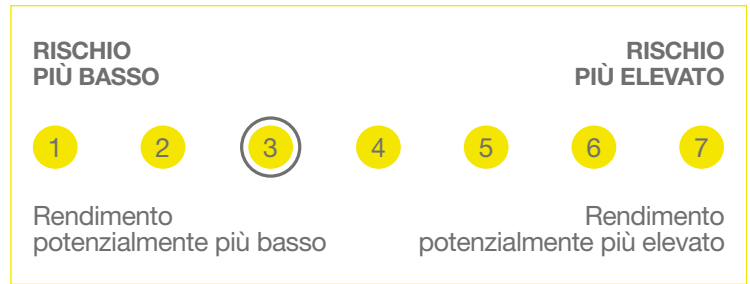 RISCHIO
PIÙ BASSO
RISCHIO
PIÙ ELEVATO
1 2 3 4 5 6 7
Rendimento
potenzialmente più basso
Rendimento
potenzialmente più elevato